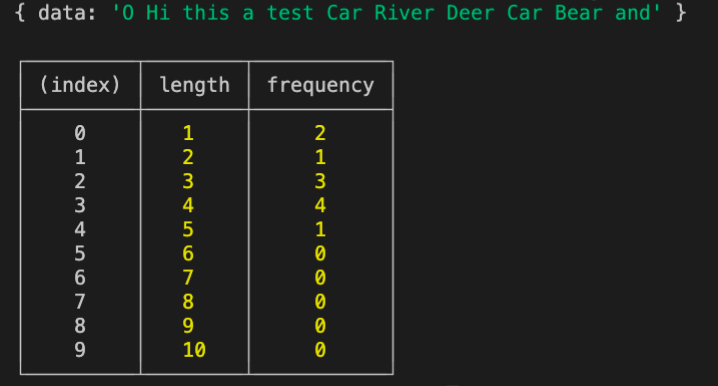 { data: 'O Hi this a test Car River Deer Car Bear and' }
(index) length frequency
0 1 2
1 2 1
2 3 3
3 4 4
4 5 1
5 6 0
6 7 0
7 8 0
8 9 0
9 10 0